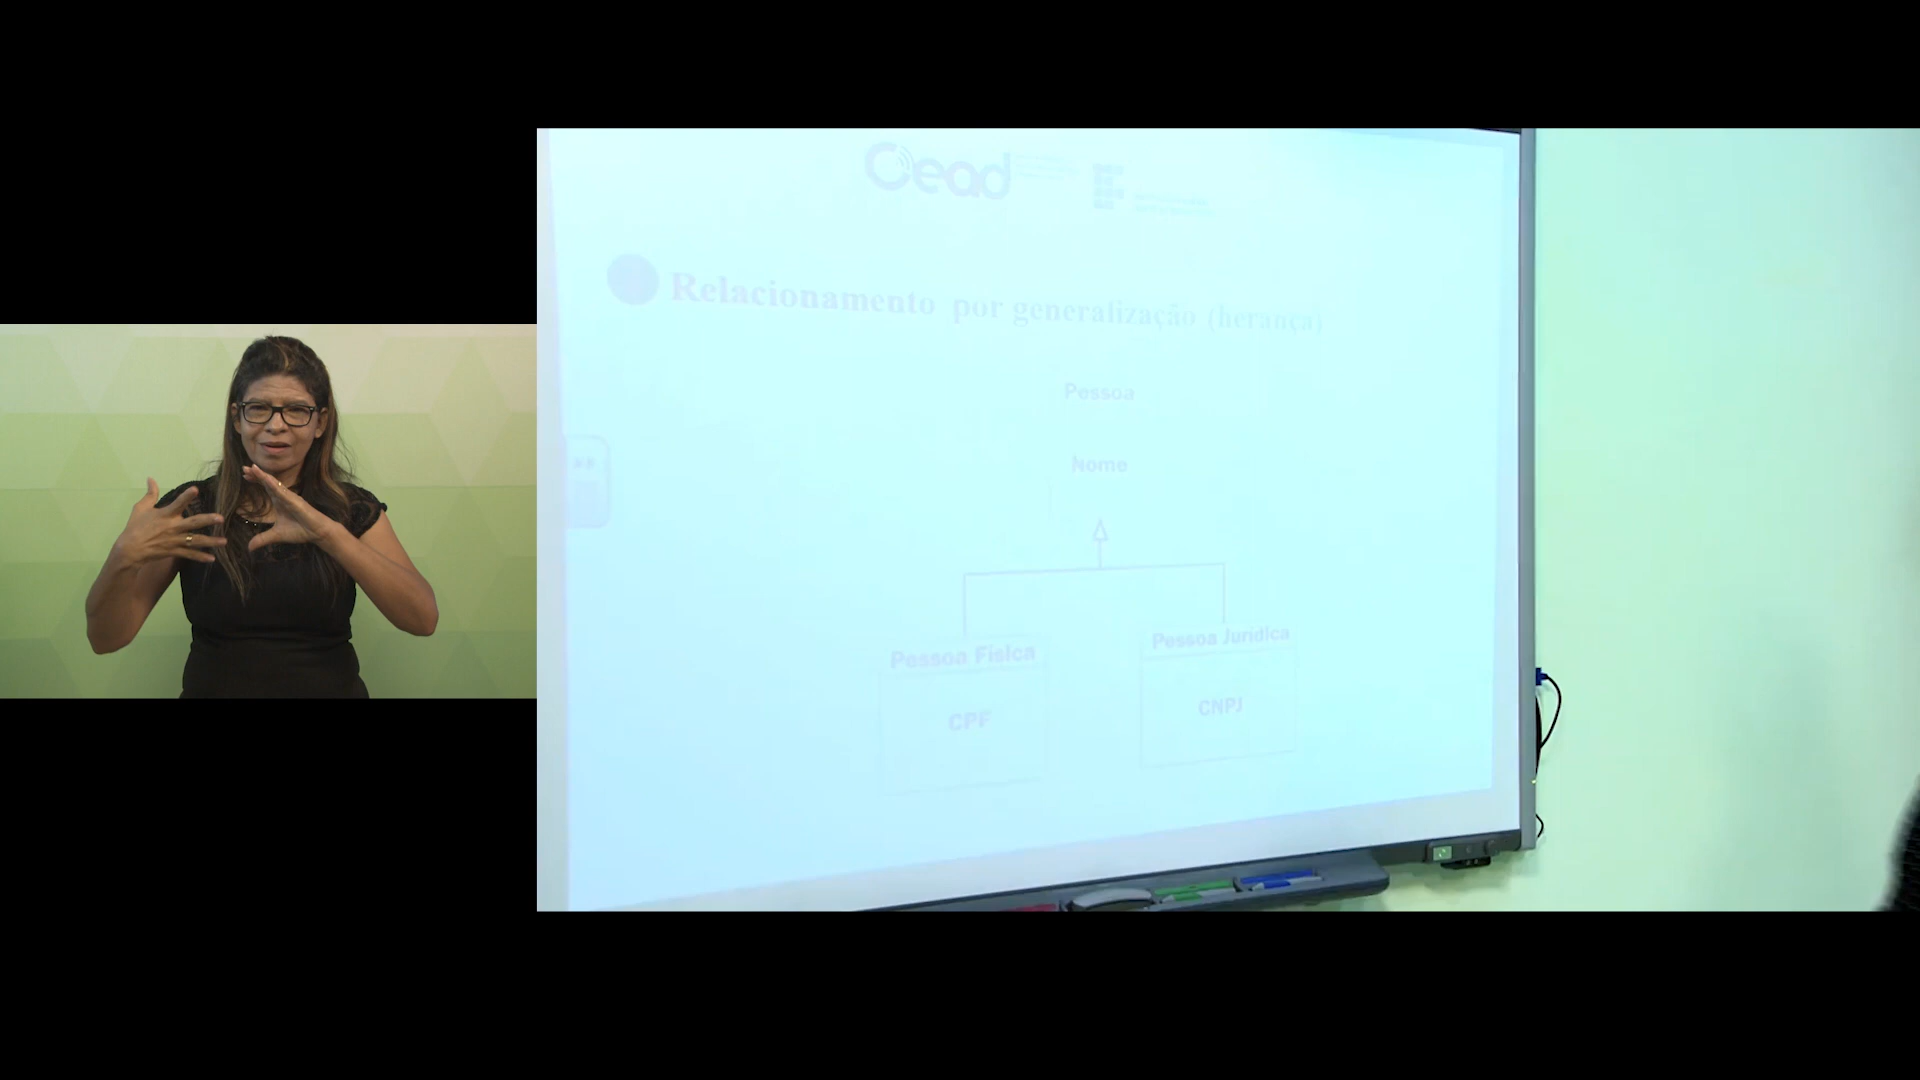 Cead
Relacionamento por generalização (herança)
Pessoa
Nome
Pessoa Física
Pessoa Jurídica
CPF
CNPJ